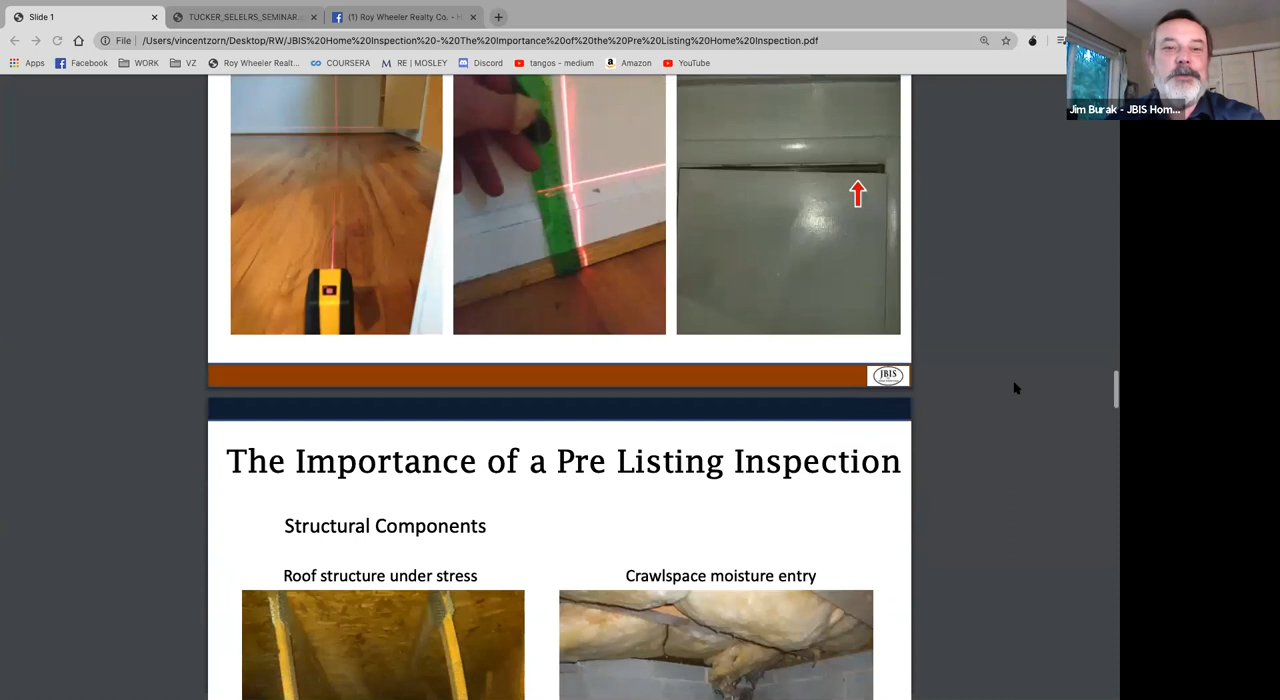 Slide 1
TUCKER_SELELRS_SEMINAR
(1) Roy Wheeler Realty Co. - H
File
/Users/vincentzorn/Desktop/RW/JBIS%20Home%20Inspection%20-%20The%20Importance%20of%20the%20Pre%20Listing%20Home%20Inspection.pdf
Apps
Facebook
WORK
VZ
Roy Wheeler Realt...
COURSERA
RE | MOSLEY
Discord
tangos - medium
Amazon
YouTube
Jim Burak - JBIS Hom...
JBIS
The Importance of a Pre Listing Inspection
Structural Components
Roof structure under stress
Crawlspace moisture entry